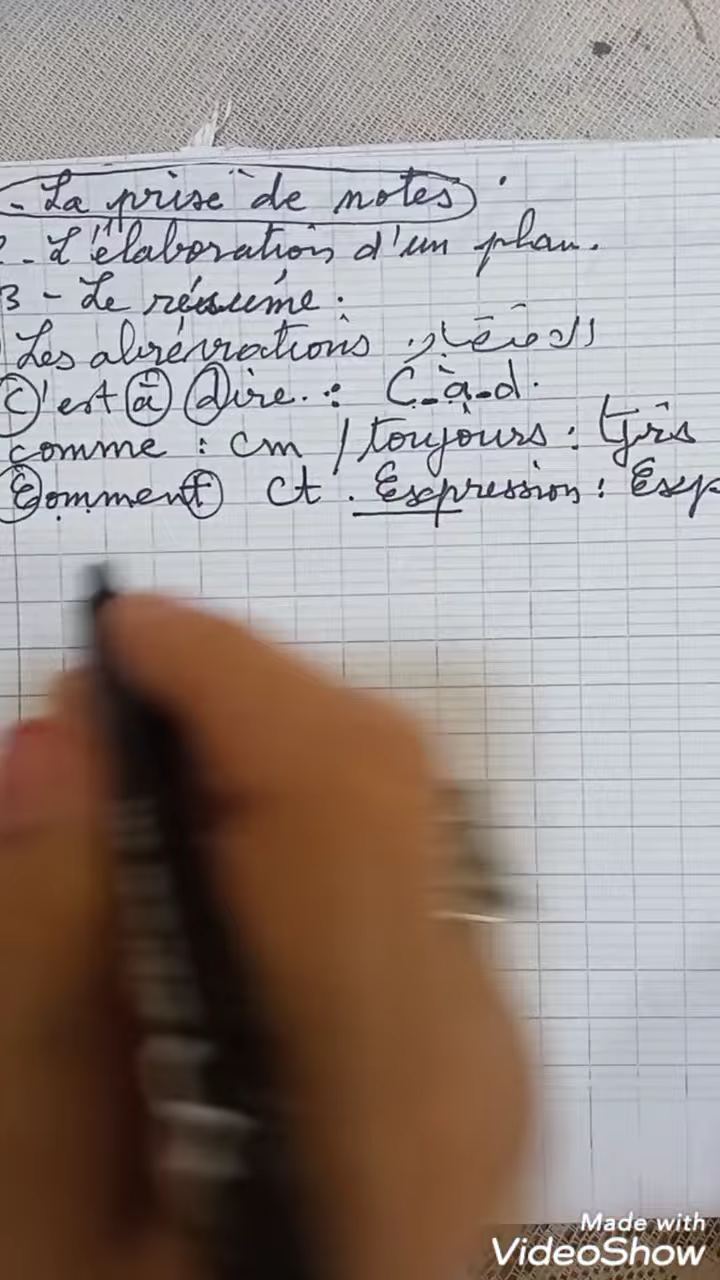 - La prise de notes.
2 - L'élaboration d'un plan.
3 - Le résumé.
Les abréviations
C'est à dire : C-à-d.
comme : cm / toujours : tjrs
Comment ct. Expression : Exp
Made with
VideoShow